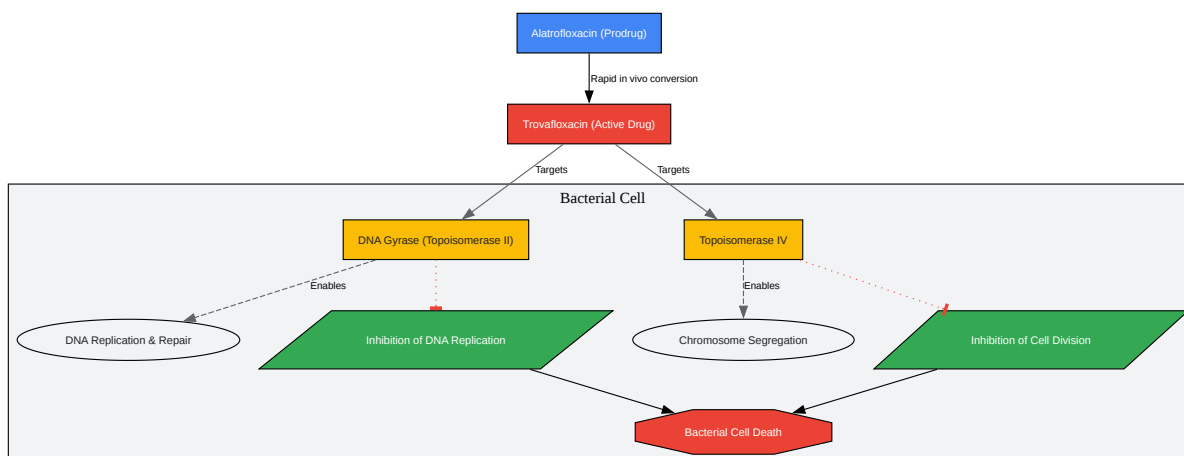 Alatrofloxacin (Prodrug)
Rapid in vivo conversion
Trovafloxacin (Active Drug)
Targets
Targets
Bacterial Cell
DNA Gyrase (Topoisomerase II)
Topoisomerase IV
Enables
Enables
DNA Replication & Repair
Inhibition of DNA Replication
Chromosome Segregation
Inhibition of Cell Division
Bacterial Cell Death